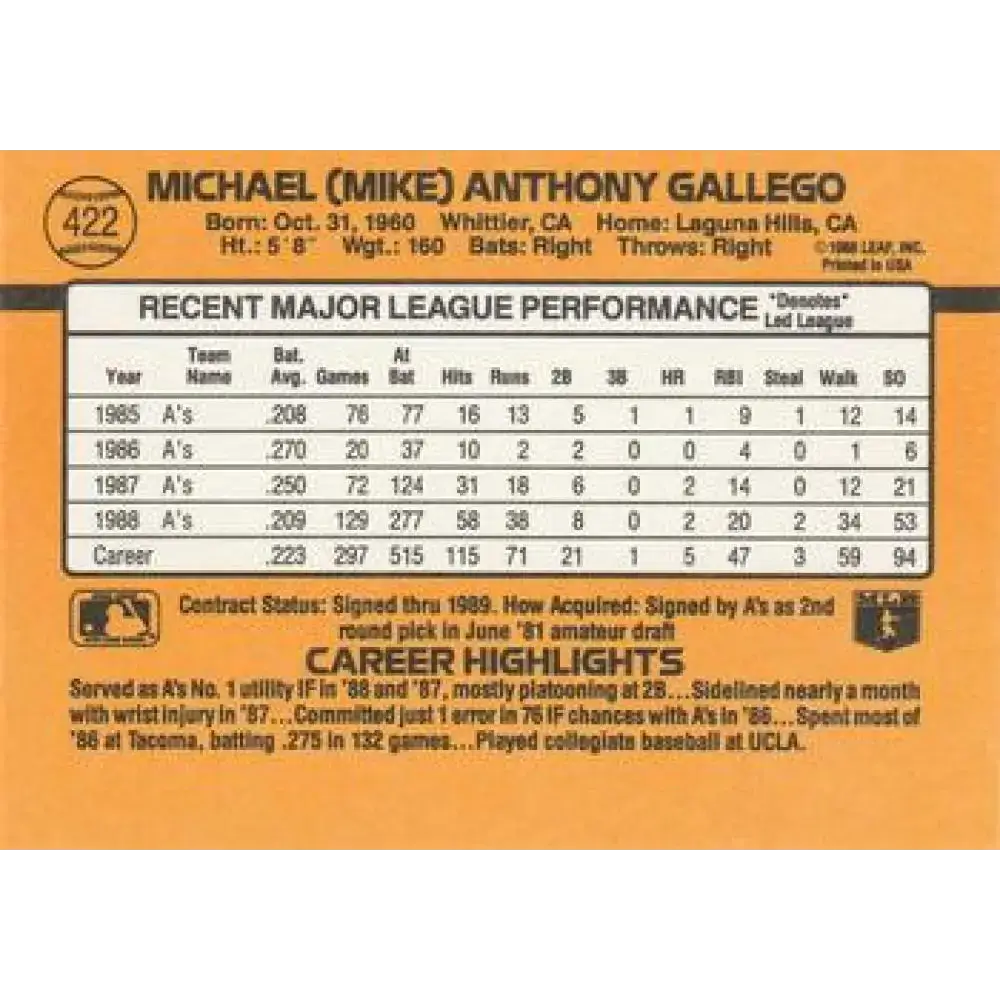 422
MICHAEL (MIKE) ANTHONY GALLEGO
Born: Oct. 31, 1960 Whittier, CA Home: Laguna Hills, CA
Ht.: 5'8" Wgt.: 160 Bats: Right Throws: Right
©1988 LEAF, INC.
Printed in USA
RECENT MAJOR LEAGUE PERFORMANCE
"Denotes"
Led League
Year Team Name Bat. Avg. Games At Bat Hits Runs 2B 3B HR RBI Steal Walk SO
1985 A's .208 76 77 16 13 5 1 1 9 1 12 14
1986 A's .270 20 37 10 2 2 0 0 4 0 1 6
1987 A's .250 72 124 31 18 6 0 2 14 0 12 21
1988 A's .209 129 277 58 38 8 0 2 20 2 34 53
Career .223 297 515 115 71 21 1 5 47 3 59 94
Contract Status: Signed thru 1989. How Acquired: Signed by A's as 2nd
round pick in June '81 amateur draft
CAREER HIGHLIGHTS
Served as A's No. 1 utility IF in '88 and '87, mostly platooning at 2B...Sidelined nearly a month
with wrist injury in '87...Committed just 1 error in 76 IF chances with A's in '86...Spent most of
'86 at Tacoma, batting .275 in 132 games...Played collegiate baseball at UCLA.